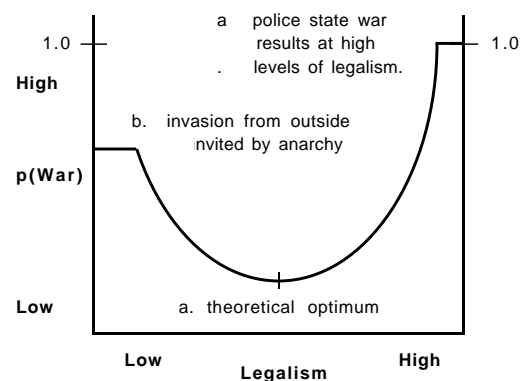 a police state war
1.0 results at high 1.0
. levels of legalism.
High
b. invasion from outside
nvited by anarchy
p(War)
Low a. theoretical optimum
Low High
Legalism